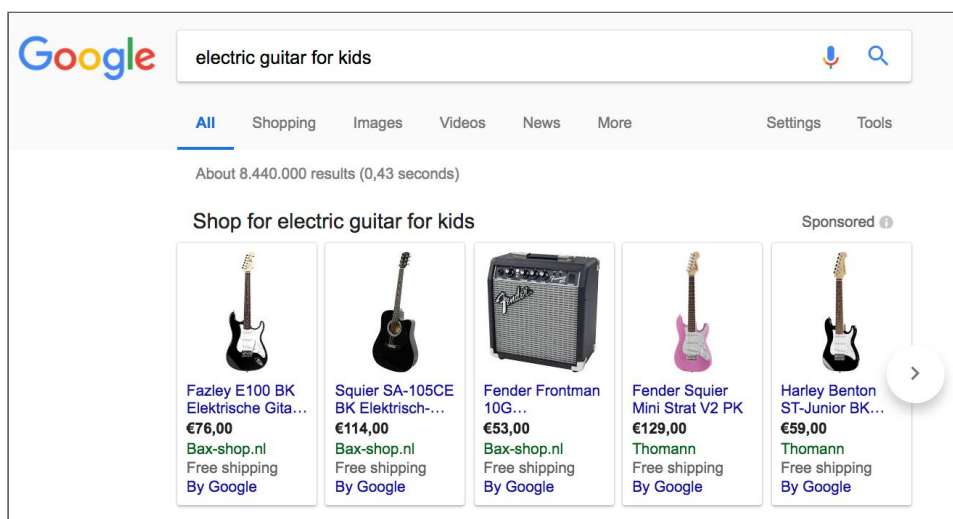 Google
electric guitar for kids
All Shopping Images Videos News More Settings Tools
About 8.440.000 results (0,43 seconds)
Shop for electric guitar for kids Sponsored
Fender
Fazley E100 BK
Elektrische Gita…
€76,00
Bax-shop.nl
Free shipping
By Google
Squier SA-105CE
BK Elektrisch-…
€114,00
Bax-shop.nl
Free shipping
By Google
Fender Frontman
10G…
€53,00
Bax-shop.nl
Free shipping
By Google
Fender Squier
Mini Strat V2 PK
€129,00
Thomann
Free shipping
By Google
Harley Benton
ST-Junior BK…
€59,00
Thomann
Free shipping
By Google